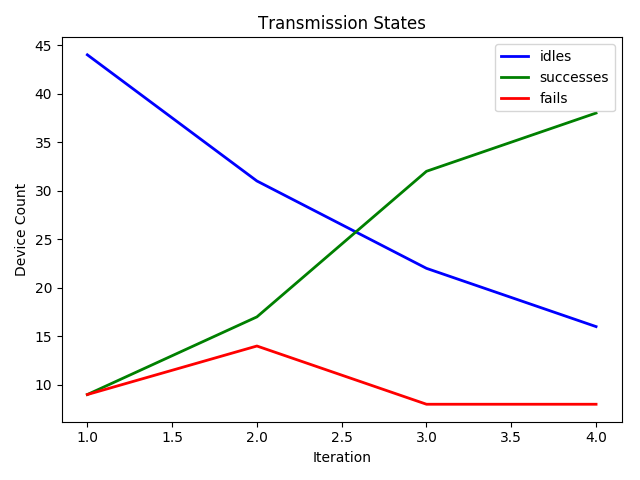 Transmission States
45
40
35
30
25
20
15
10
Device Count
idles
successes
fails
1.0 1.5 2.0 2.5 3.0 3.5 4.0
Iteration